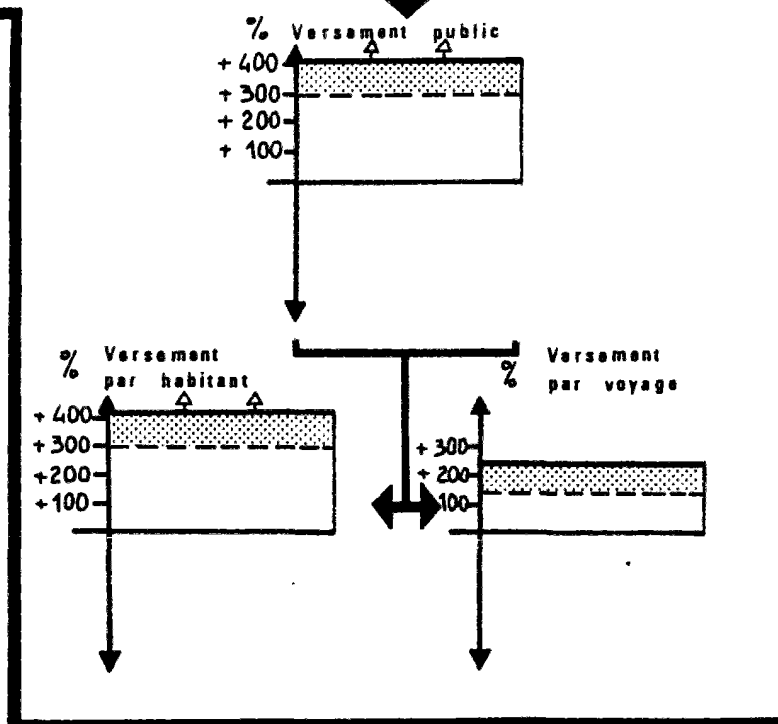 % Versement public
+ 400
+ 300
+ 200
+ 100
% Versement
par habitant
+ 400
+ 300
+200
+100
% Versement
par voyage
+ 300
+ 200
100